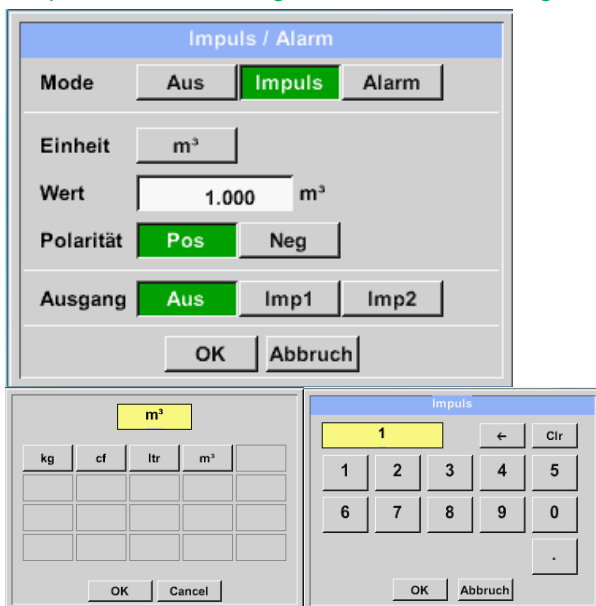 Impuls / Alarm
Mode Aus Impuls Alarm
Einheit m³
Wert 1.000 m³
Polarität Pos Neg
Ausgang Aus Imp1 Imp2
OK Abbruch
m³
kg cf ltr m³
OK Cancel
Impuls
1 ← Clr
1 2 3 4 5
6 7 8 9 0
.
OK Abbruch